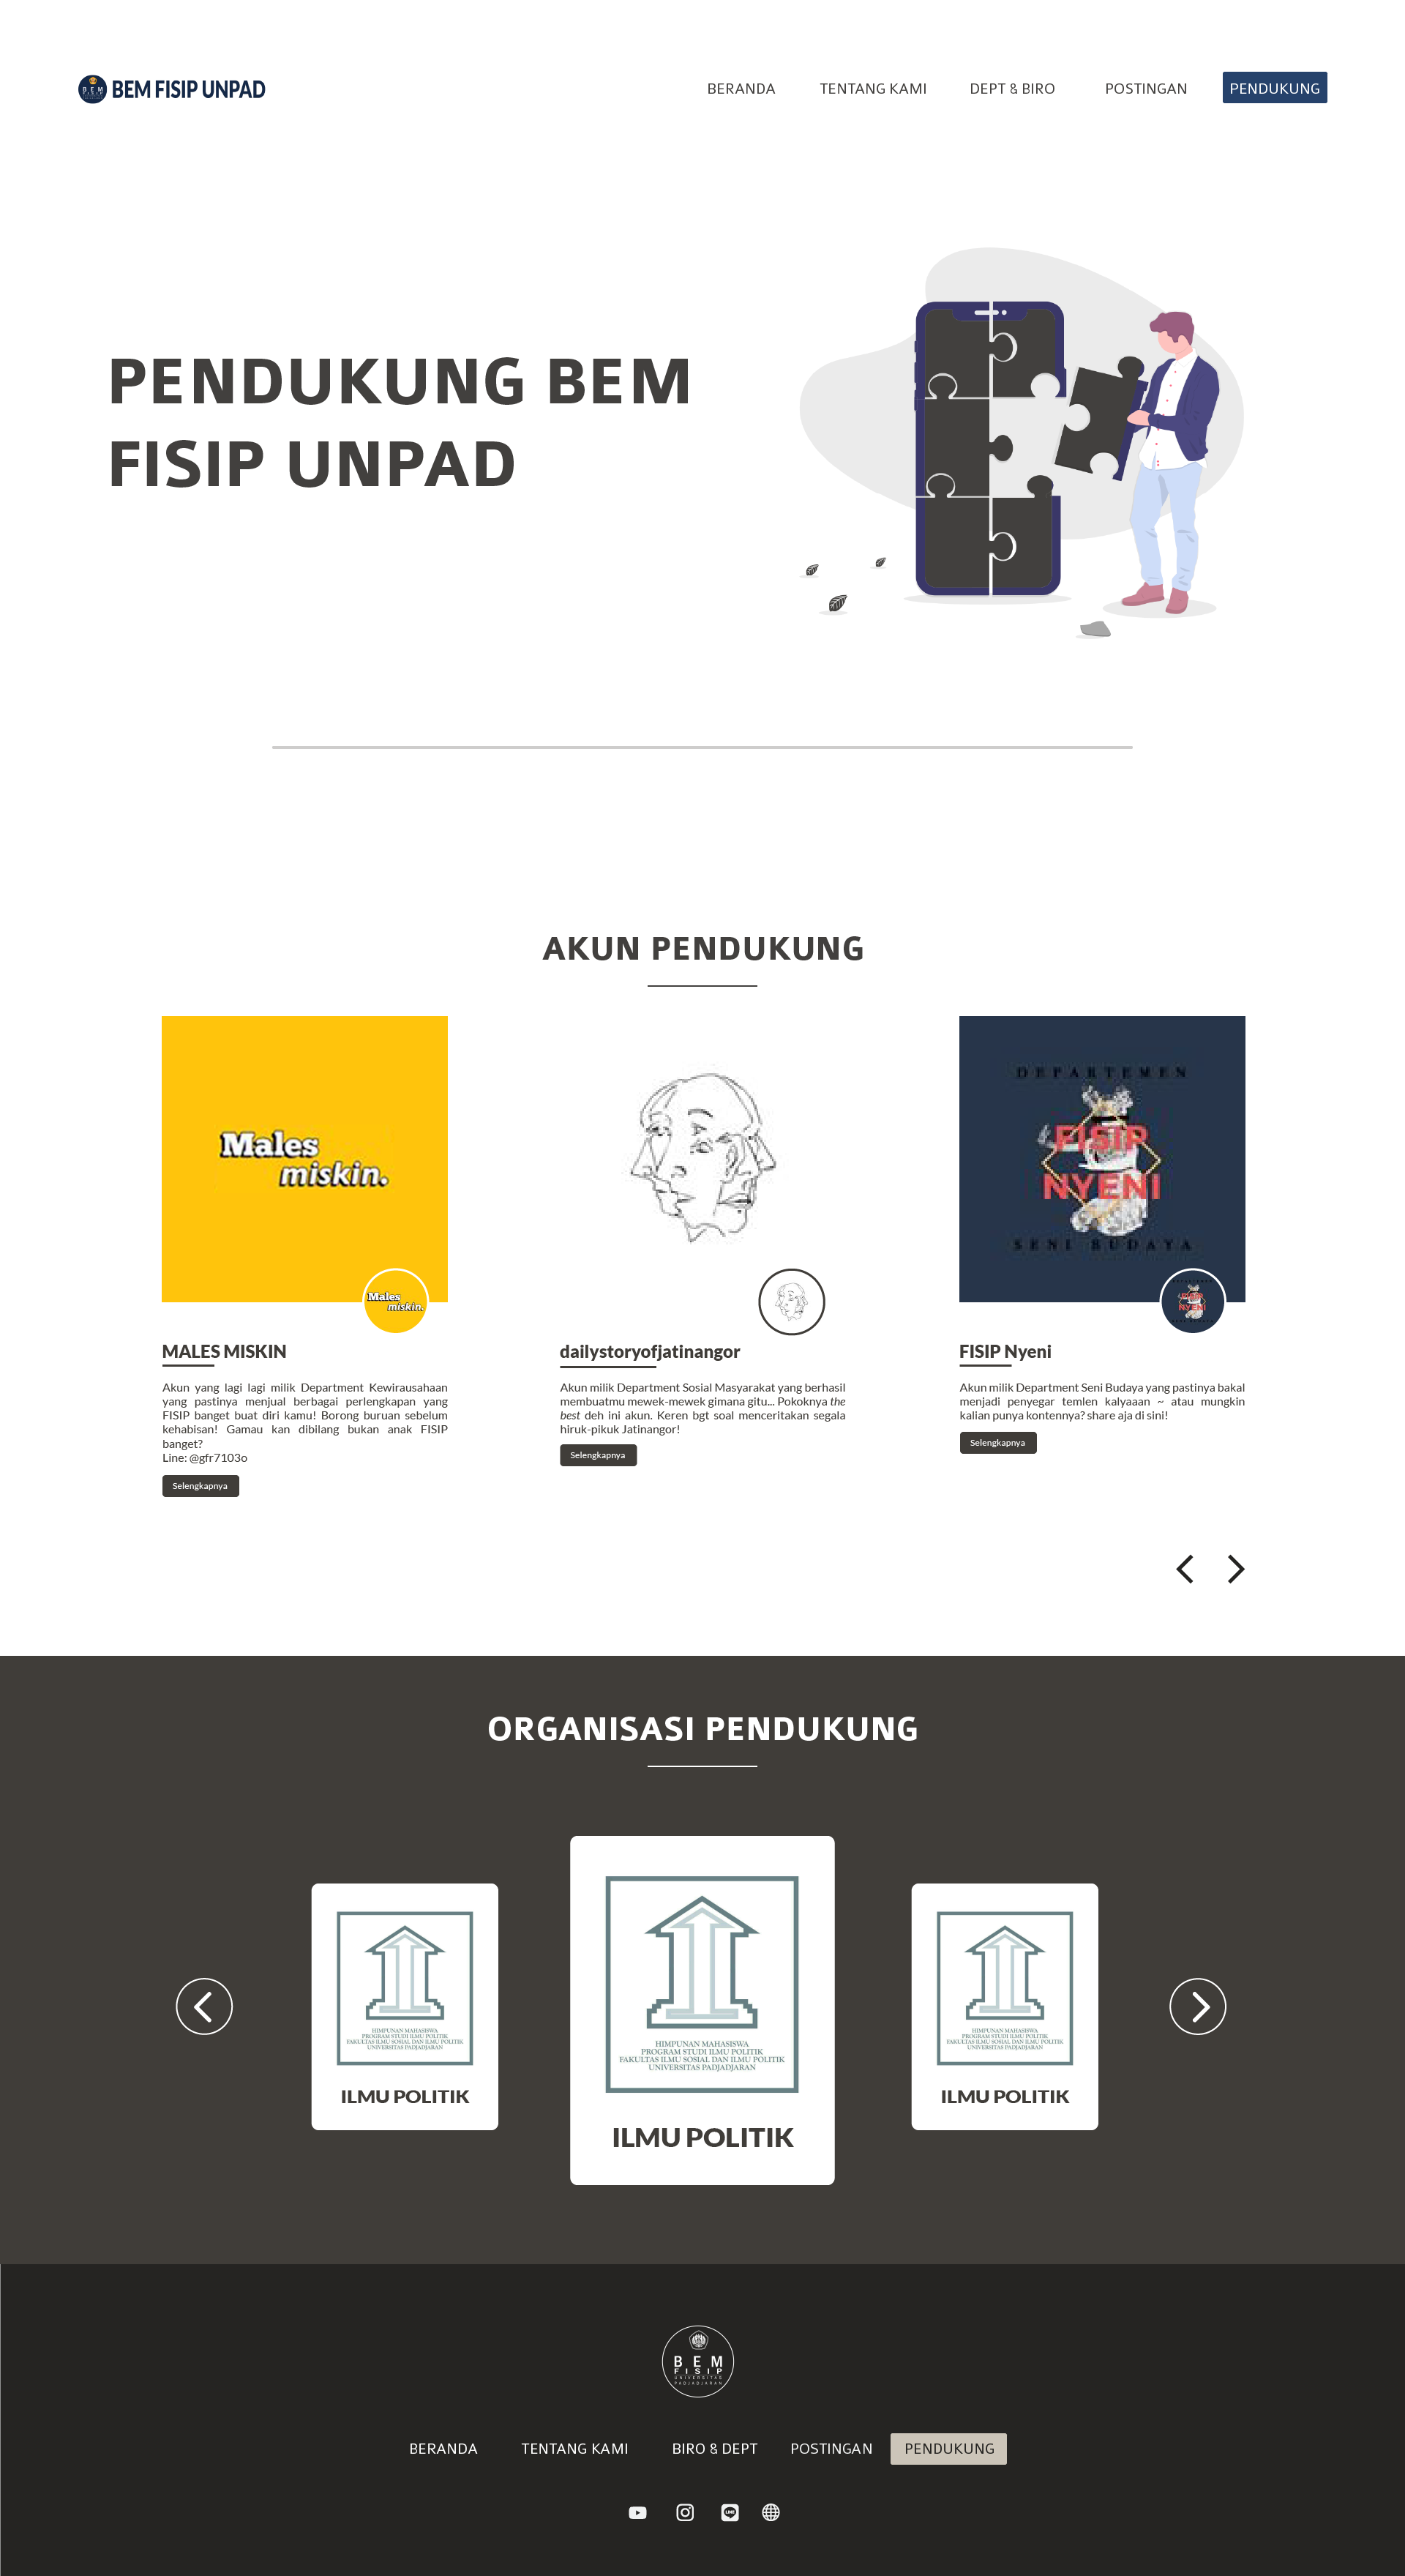 BEM FISIP UNPAD
BERANDA TENTANG KAMI DEPT & BIRO POSTINGAN PENDUKUNG
PENDUKUNG BEM
FISIP UNPAD
AKUN PENDUKUNG
Males
miskin.
DEPARTEMEN
FISIP
NYENI
SENI BUDAYA
Males
miskin.
FISIP
NYENI
MALES MISKIN
Akun yang lagi lagi milik Department Kewirausahaan
yang pastinya menjual berbagai perlengkapan yang
FISIP banget buat diri kamu! Borong buruan sebelum
kehabisan! Gamau kan dibilang bukan anak FISIP
banget?
Line: @gfr7103o
Selengkapnya
dailystoryofjatinangor
Akun milik Department Sosial Masyarakat yang berhasil
membuatmu mewek-mewek gimana gitu... Pokoknya the
best deh ini akun. Keren bgt soal menceritakan segala
hiruk-pikuk Jatinangor!
Selengkapnya
FISIP Nyeni
Akun milik Department Seni Budaya yang pastinya bakal
menjadi penyegar temlen kalyaaan ~ atau mungkin
kalian punya kontennya? share aja di sini!
Selengkapnya
ORGANISASI PENDUKUNG
HIMPUNAN MAHASISWA
PROGRAM STUDI ILMU POLITIK
FAKULTAS ILMU SOSIAL DAN ILMU POLITIK
UNIVERSITAS PADJADJARAN
ILMU POLITIK
HIMPUNAN MAHASISWA
PROGRAM STUDI ILMU POLITIK
FAKULTAS ILMU SOSIAL DAN ILMU POLITIK
UNIVERSITAS PADJADJARAN
ILMU POLITIK
HIMPUNAN MAHASISWA
PROGRAM STUDI ILMU POLITIK
FAKULTAS ILMU SOSIAL DAN ILMU POLITIK
UNIVERSITAS PADJADJARAN
ILMU POLITIK
BEM
FISIP
UNIVERSITAS
PADJADJARAN
BERANDA TENTANG KAMI BIRO & DEPT POSTINGAN PENDUKUNG
LINE